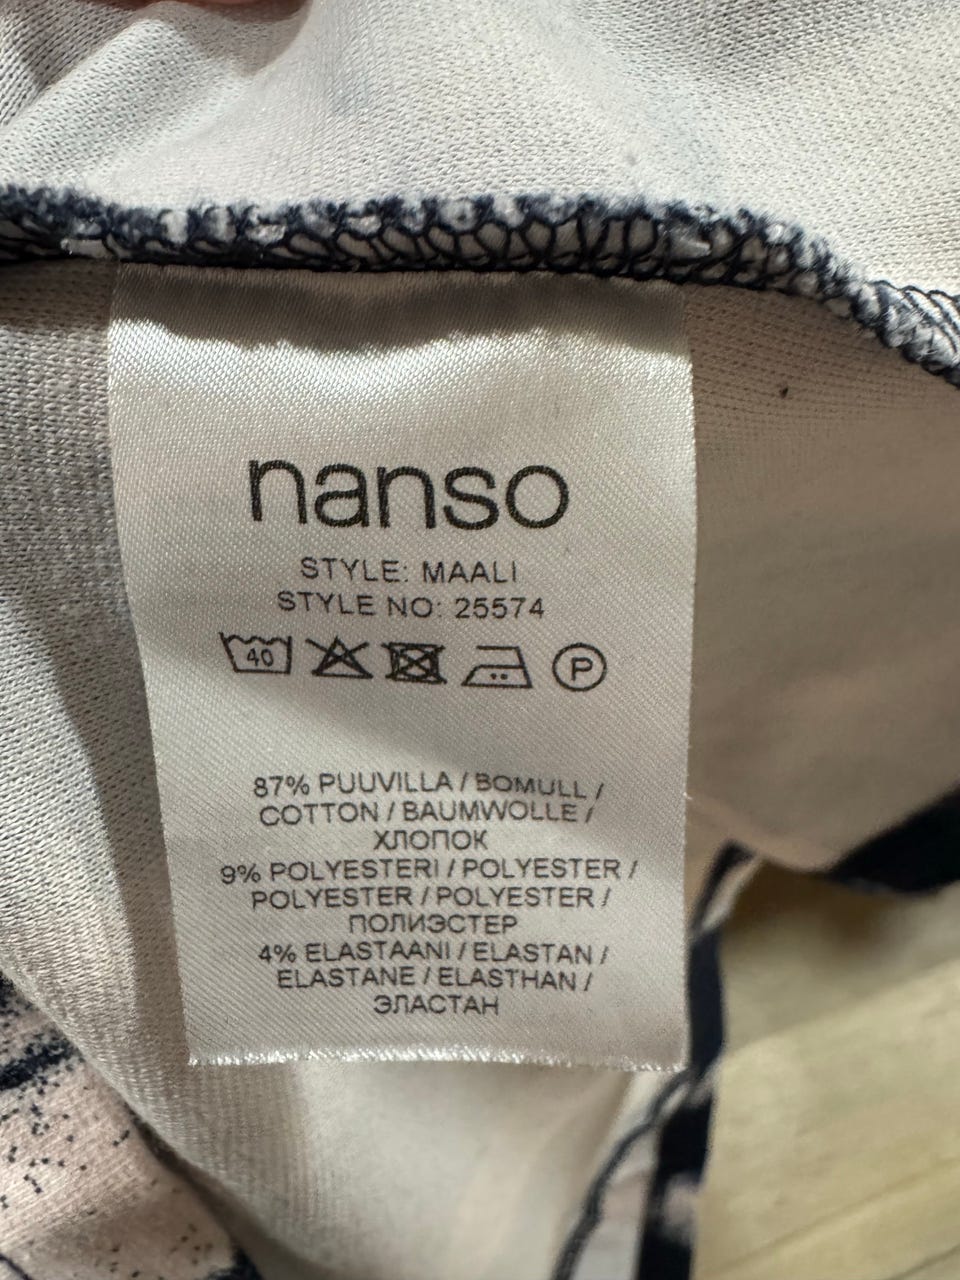 nanso
STYLE: MAALI
STYLE NO: 25574
40 P
87% PUUVILLA / BOMULL /
COTTON / BAUMWOLLE /
ХЛОПОК
9% POLYESTERI / POLYESTER /
POLYESTER / POLYESTER /
ПОЛИЭСТЕР
4% ELASTAANI / ELASTAN /
ELASTANE / ELASTHAN /
ЭЛАСТАН